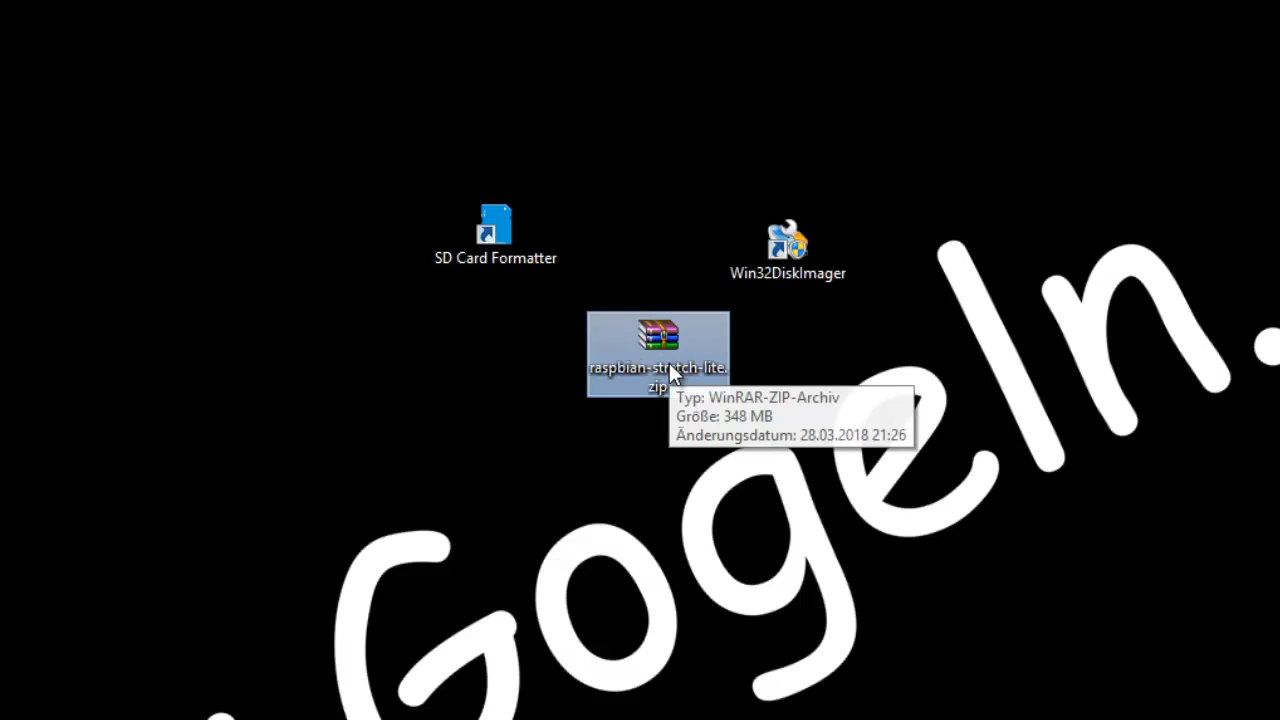 SD Card Formatter
Win32DiskImager
raspbian-stretch-lite.
zip
Typ: WinRAR-ZIP-Archiv
Größe: 348 MB
Änderungsdatum: 28.03.2018 21:26
Gogeln.